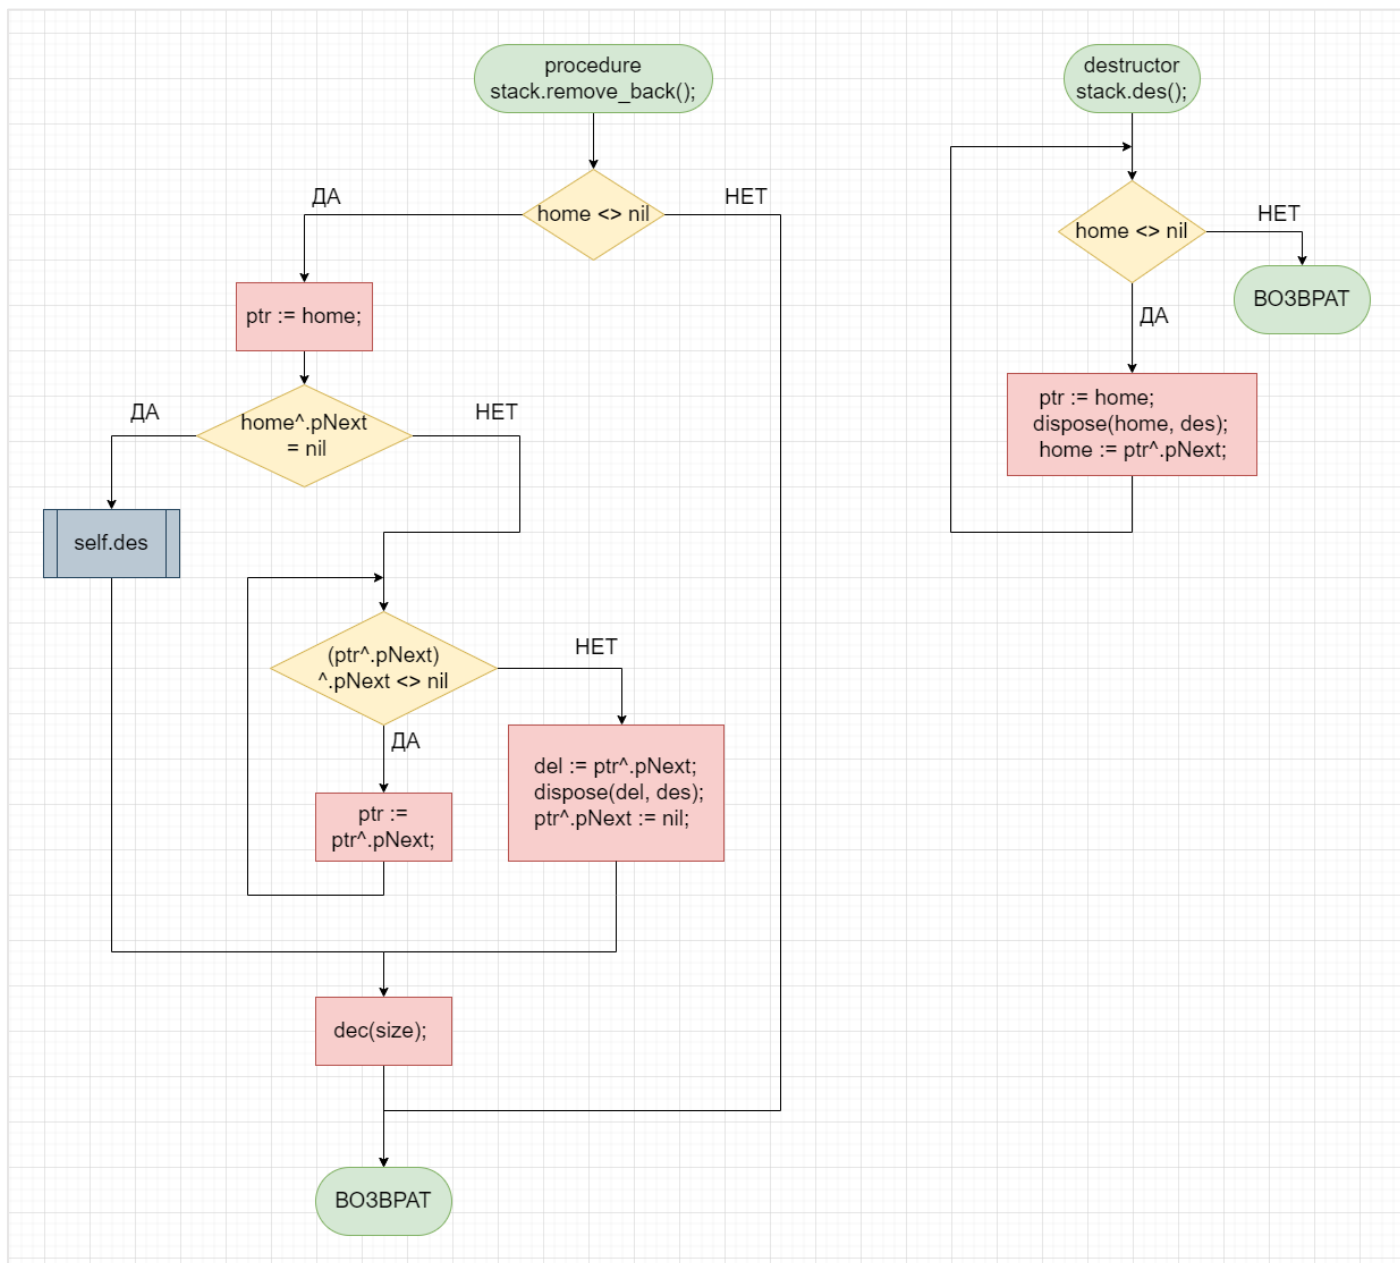 procedure
stack.remove_back();
ДА
home <> nil
НЕТ
ptr := home;
ДА
home^.pNext
= nil
НЕТ
self.des
(ptr^.pNext)
^.pNext <> nil
НЕТ
ДА
ptr :=
ptr^.pNext;
del := ptr^.pNext;
dispose(del, des);
ptr^.pNext := nil;
dec(size);
ВОЗВРАТ
destructor
stack.des();
home <> nil
НЕТ
ВОЗВРАТ
ДА
ptr := home;
dispose(home, des);
home := ptr^.pNext;